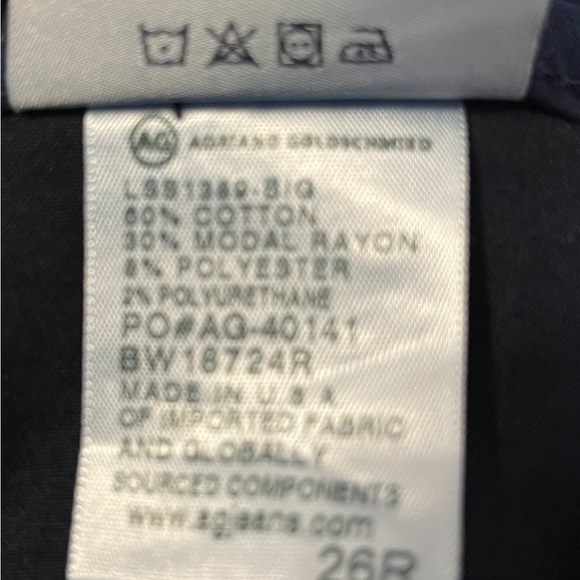 AG ADRIANO GOLDSCHMIED
LSS1389-SIG
60% COTTON
30% MODAL RAYON
8% POLYESTER
2% POLYURETHANE
PO#AG-40141
BW18724R
MADE IN U S A
OF IMPORTED FABRIC
AND GLOBALLY
SOURCED COMPONENTS
www.agjeans.com
26R